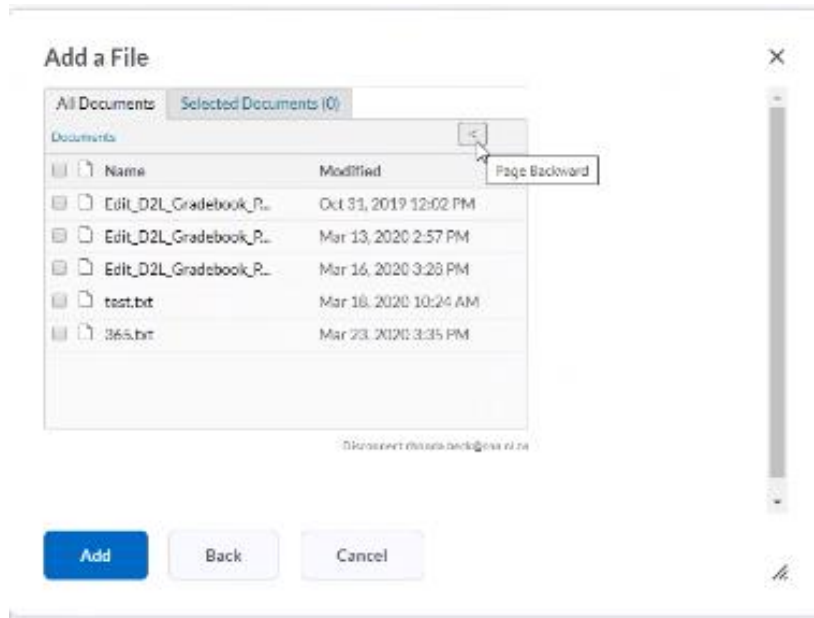 Add a File
All Documents Selected Documents (0)
Documents <
Page Backward
Name Modified
Edit_D2L_Gradebook_P... Oct 31, 2019 12:02 PM
Edit_D2L_Gradebook_P... Mar 13, 2020 2:57 PM
Edit_D2L_Gradebook_P... Mar 16, 2020 3:28 PM
test.txt Mar 18, 2020 10:24 AM
365.txt Mar 23, 2020 3:35 PM
Disconnect
Add Back Cancel